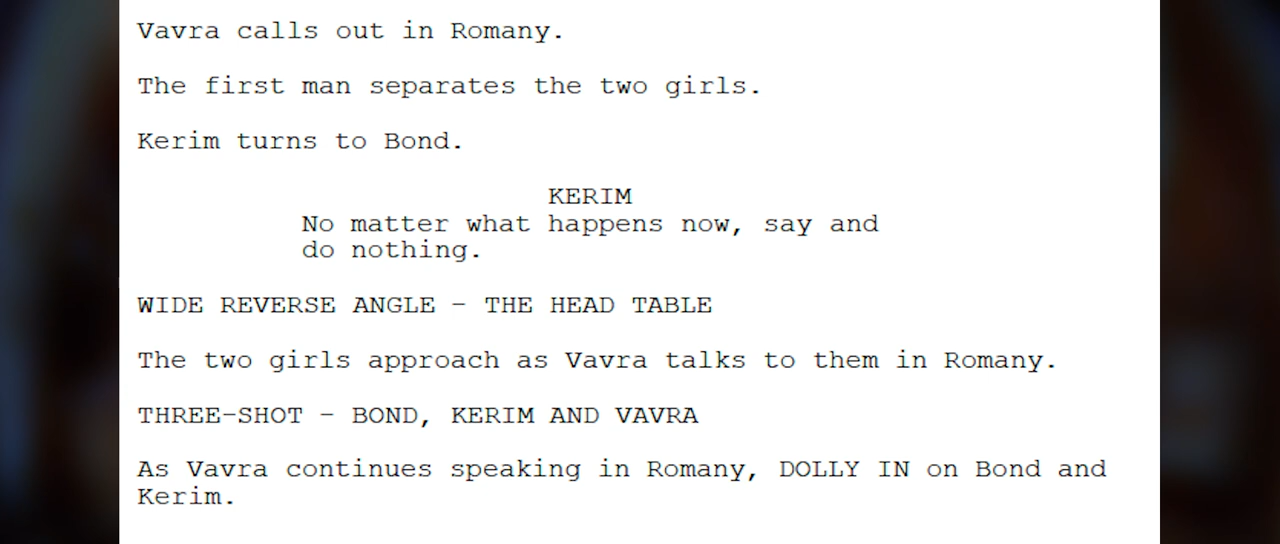 Vavra calls out in Romany.
The first man separates the two girls.
Kerim turns to Bond.
KERIM
No matter what happens now, say and
do nothing.
WIDE REVERSE ANGLE - THE HEAD TABLE
The two girls approach as Vavra talks to them in Romany.
THREE-SHOT - BOND, KERIM AND VAVRA
As Vavra continues speaking in Romany, DOLLY IN on Bond and
Kerim.